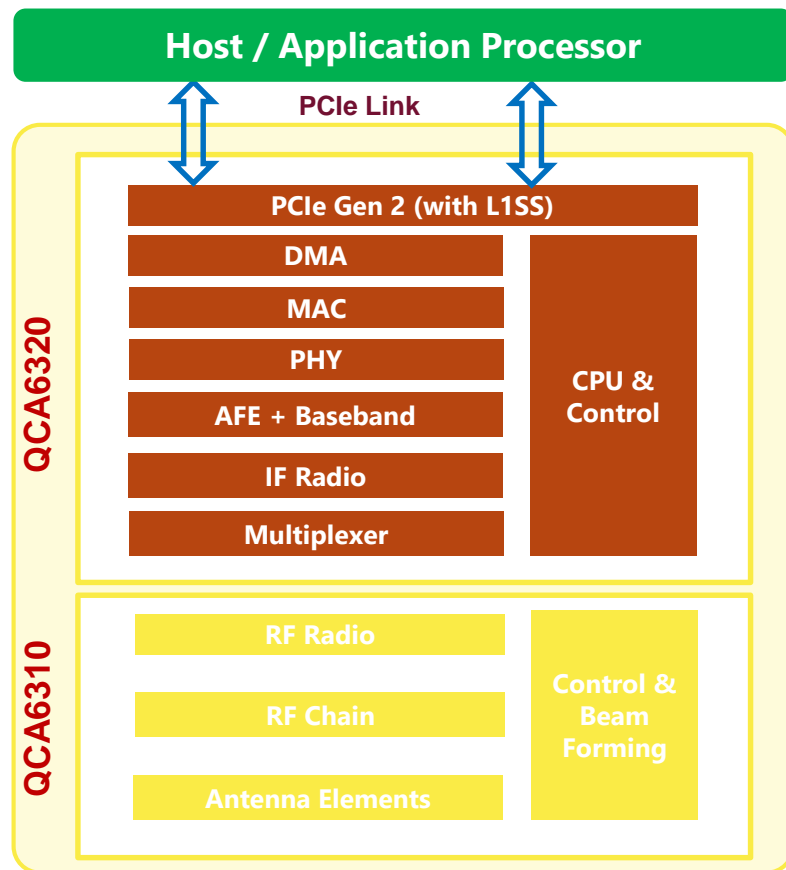 Host / Application Processor
PCIe Link
QCA6320
PCIe Gen 2 (with L1SS)
DMA
MAC
PHY
AFE + Baseband
IF Radio
Multiplexer
CPU &
Control
QCA6310
RF Radio
RF Chain
Antenna Elements
Control &
Beam
Forming